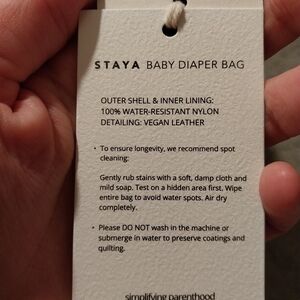 STAYA BABY DIAPER BAG
OUTER SHELL & INNER LINING:
100% WATER-RESISTANT NYLON
DETAILING: VEGAN LEATHER
• To ensure longevity, we recommend spot
cleaning:
Gently rub stains with a soft, damp cloth and
mild soap. Test on a hidden area first. Wipe
entire bag to avoid water spots. Air dry
completely.
• Please DO NOT wash in the machine or
submerge in water to preserve coatings and
quilting.
simplifying parenthood